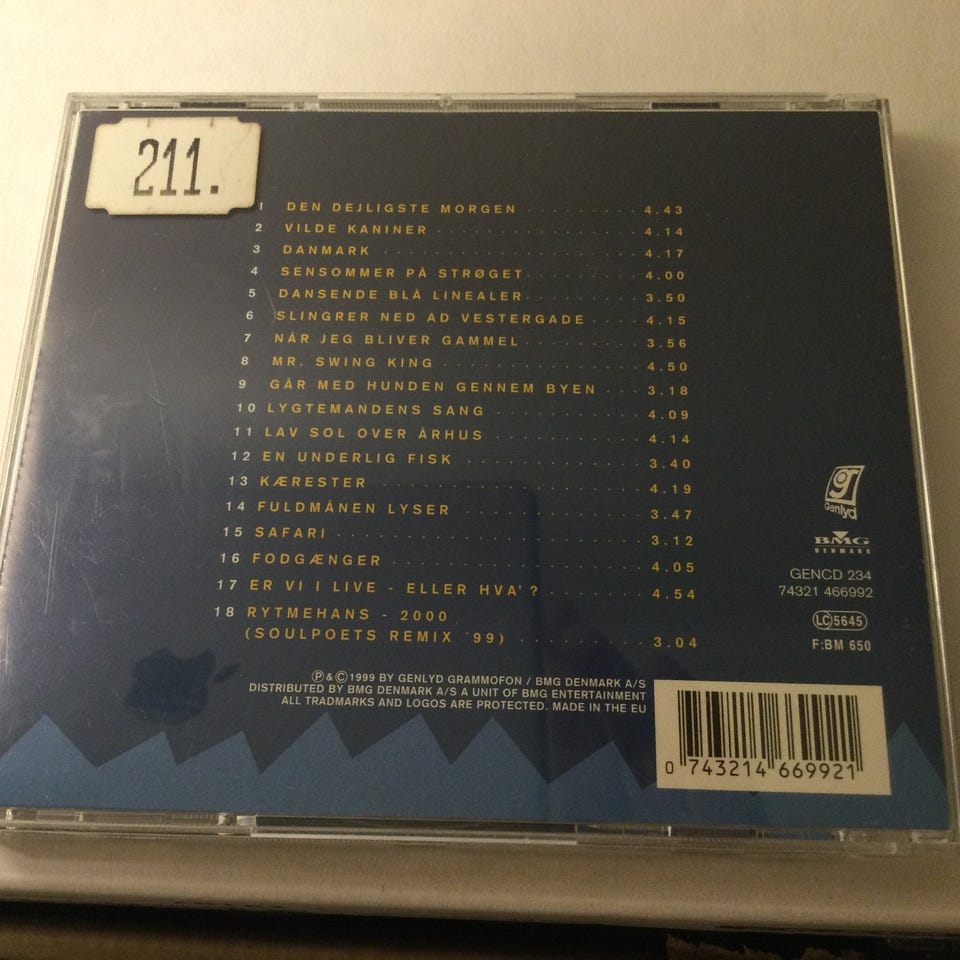 211.
1 DEN DEJLIGSTE MORGEN 4.43
2 VILDE KANINER 4.14
3 DANMARK 4.17
4 SENSOMMER PÅ STRØGET 4.00
5 DANSENDE BLÅ LINEALER 3.50
6 SLINGRER NED AD VESTERGADE 4.15
7 NÅR JEG BLIVER GAMMEL 3.56
8 MR. SWING KING 4.50
9 GÅR MED HUNDEN GENNEM BYEN 3.18
10 LYGTEMANDENS SANG 4.09
11 LAV SOL OVER ÅRHUS 4.14
12 EN UNDERLIG FISK 3.40
13 KÆRESTER 4.19
14 FULDMÅNEN LYSER 3.47
15 SAFARI 3.12
16 FODGÆNGER 4.05
17 ER VI I LIVE - ELLER HVA'? 4.54
18 RYTMEHANS - 2000
(SOULPOETS REMIX '99) 3.04
g
Genlyd
BMG
DENMARK
GENCD 234
74321 466992
LC 5645
F:BM 650
Ⓟ & © 1999 BY GENLYD GRAMMOFON / BMG DENMARK A/S
DISTRIBUTED BY BMG DENMARK A/S A UNIT OF BMG ENTERTAINMENT
ALL TRADMARKS AND LOGOS ARE PROTECTED. MADE IN THE EU
0 743214 669921